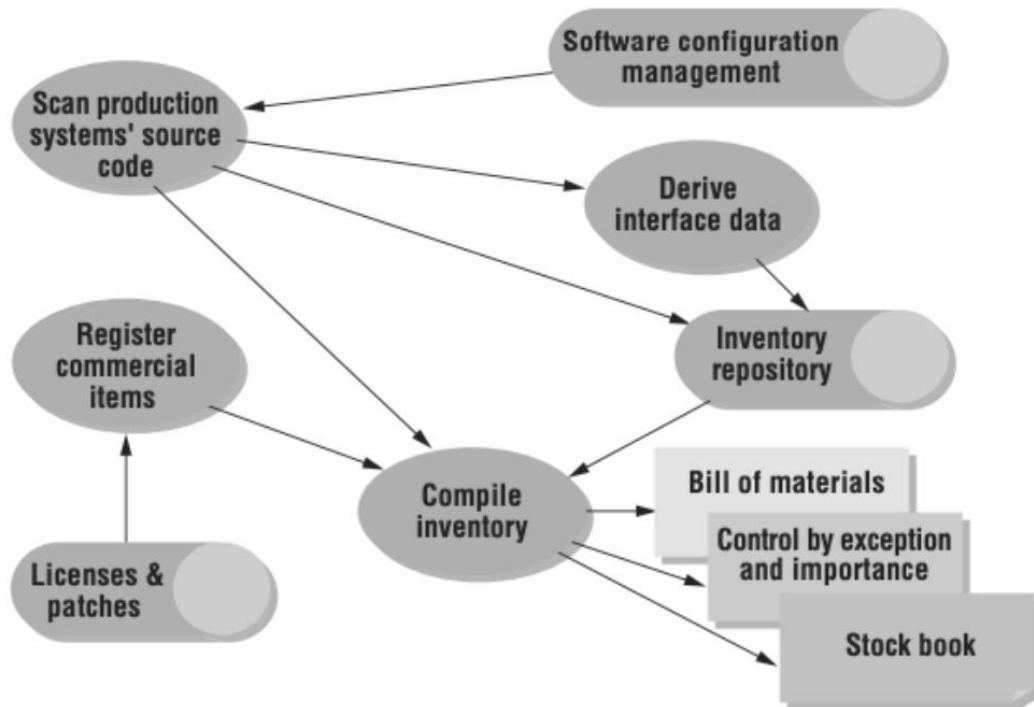 Software configuration
management
Scan production
systems' source
code
Derive
interface data
Register
commercial
items
Inventory
repository
Compile
inventory
Bill of materials
Control by exception
and importance
Licenses &
patches
Stock book